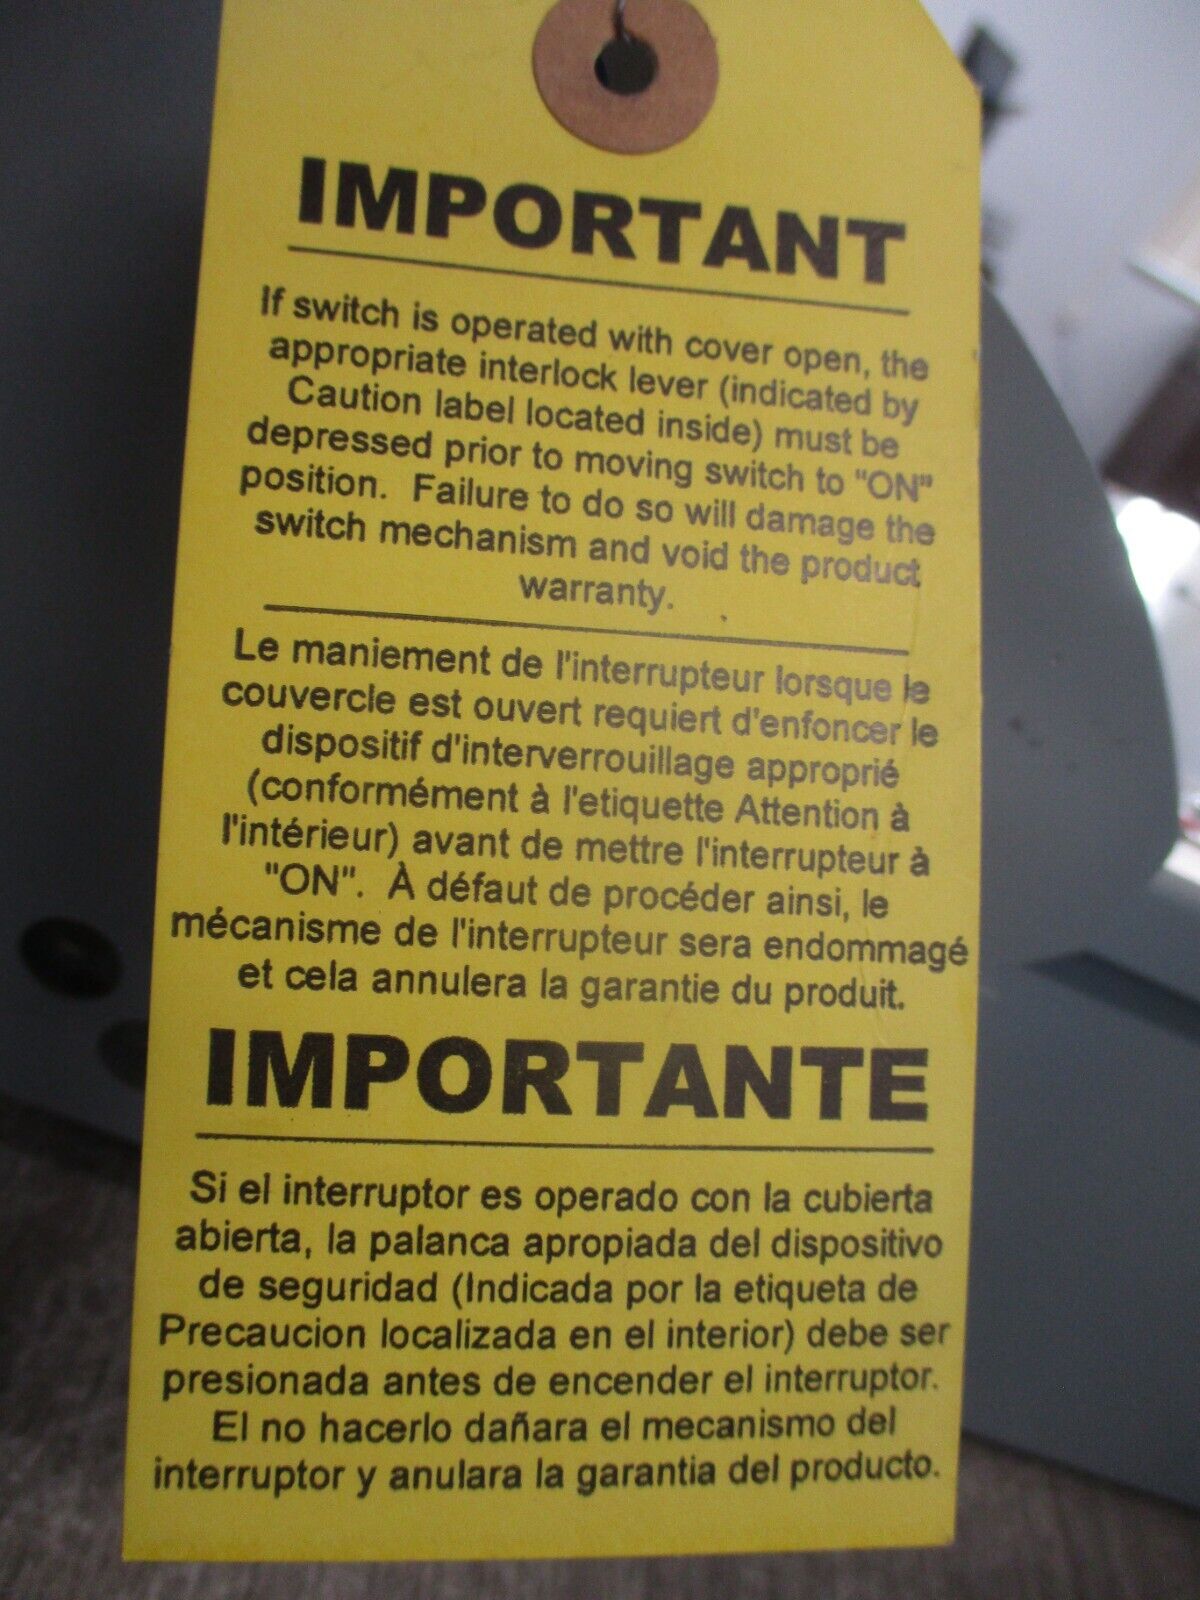 IMPORTANT
If switch is operated with cover open, the
appropriate interlock lever (indicated by
Caution label located inside) must be
depressed prior to moving switch to "ON"
position.  Failure to do so will damage the
switch mechanism and void the product
warranty.
Le maniement de l'interrupteur lorsque le
couvercle est ouvert requiert d'enfoncer le
dispositif d'interverrouillage approprié
(conformément à l'etiquette Attention à
l'intérieur) avant de mettre l'interrupteur à
"ON".  À défaut de procéder ainsi, le
mécanisme de l'interrupteur sera endommagé
et cela annulera la garantie du produit.
IMPORTANTE
Si el interruptor es operado con la cubierta
abierta, la palanca apropiada del dispositivo
de seguridad (Indicada por la etiqueta de
Precaucion localizada en el interior) debe ser
presionada antes de encender el interruptor.
El no hacerlo dañara el mecanismo del
interruptor y anulara la garantia del producto.